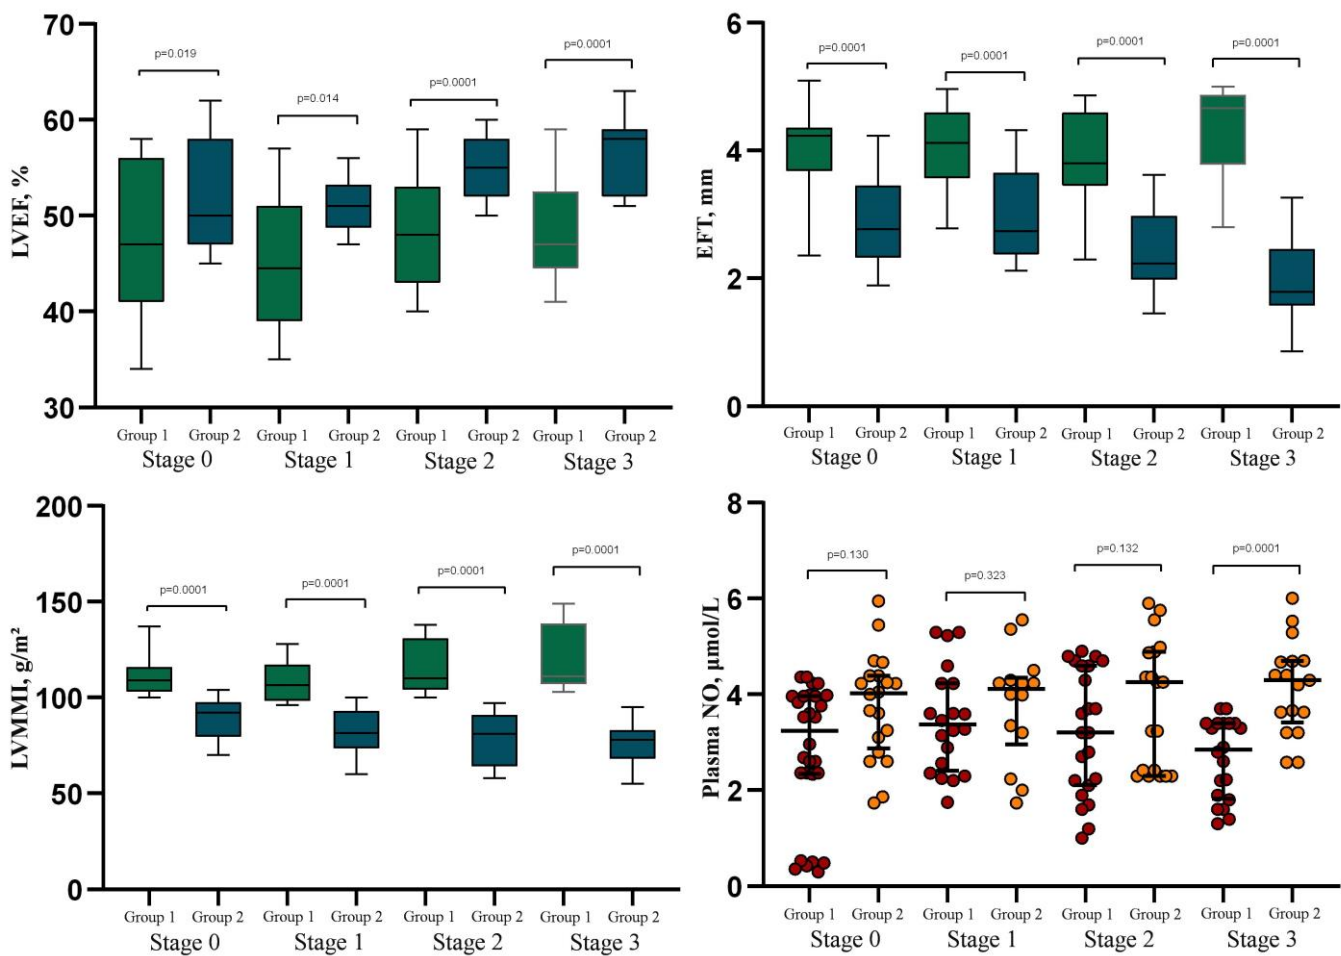 LVEF, %
70
60
50
40
30
p=0.019
p=0.014
p=0.0001
p=0.0001
Group 1 Group 2 Group 1 Group 2 Group 1 Group 2 Group 1 Group 2
Stage 0 Stage 1 Stage 2 Stage 3
EFT, mm
6
4
2
0
p=0.0001
p=0.0001
p=0.0001
p=0.0001
Group 1 Group 2 Group 1 Group 2 Group 1 Group 2 Group 1 Group 2
Stage 0 Stage 1 Stage 2 Stage 3
LVMMI, g/m²
200
150
100
50
0
p=0.0001
p=0.0001
p=0.0001
p=0.0001
Group 1 Group 2 Group 1 Group 2 Group 1 Group 2 Group 1 Group 2
Stage 0 Stage 1 Stage 2 Stage 3
Plasma NO, µmol/L
8
6
4
2
0
p=0.130
p=0.323
p=0.132
p=0.0001
Group 1 Group 2 Group 1 Group 2 Group 1 Group 2 Group 1 Group 2
Stage 0 Stage 1 Stage 2 Stage 3